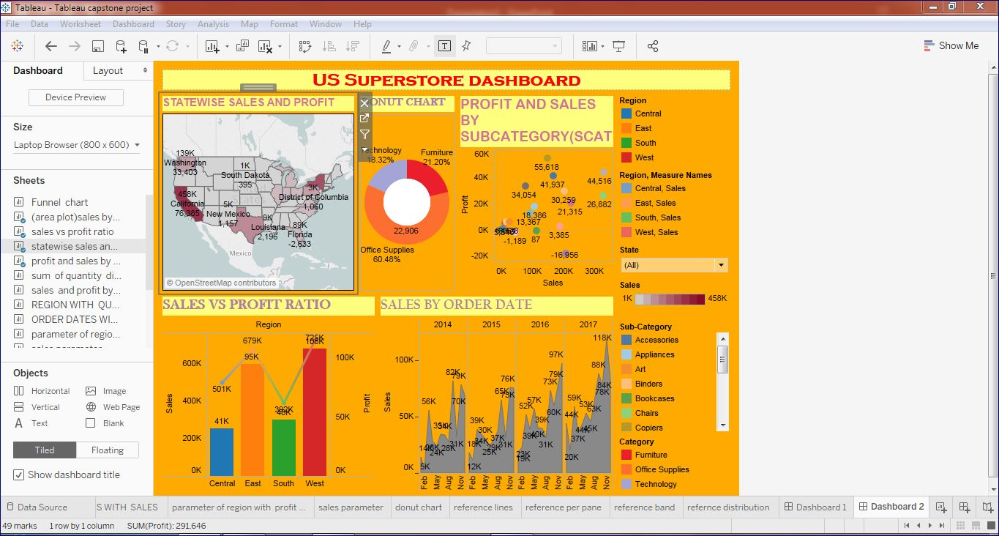 Tableau - Tableau capstone project
File Data Worksheet Dashboard Story Analysis Map Format Window Help
Show Me
Dashboard Layout
Device Preview
Size
Laptop Browser (800 x 600)
Sheets
Funnel chart
(area plot)sales by...
sales vs profit ratio
statewise sales an...
profit and sales by ...
sum of quantity di...
sales and profit by...
REGION WITH QU...
ORDER DATES WI...
parameter of regio...
Objects
Horizontal Image
Vertical Web Page
Text Blank
Tiled Floating
Show dashboard title
US SUPERSTORE DASHBOARD
STATEWISE SALES AND PROFIT
139K
Washington
33,403
1K
South Dakota
395
United States
458K
California
76,385
5K
New Mexico
1,157
3K
District of Columbia
1,060
9K
Louisiana
2,196
89K
Florida
-2,633
Mexico
© OpenStreetMap contributors
ONUT CHART
Technology
18.32%
Furniture
21.20%
22,906
Office Supplies
60.48%
PROFIT AND SALES
BY
SUBCATEGORY(SCAT
60K
40K
20K
0K
-20K
Profit
55,618
41,937
44,516
34,054
30,259
26,882
18,386
21,315
13,367
3,385
-1,189
87
-16,956
0K 100K 200K 300K
Sales
Region
Central
East
South
West
Region, Measure Names
Central, Sales
East, Sales
South, Sales
West, Sales
State
(All)
Sales
1K 458K
Sub-Category
Accessories
Appliances
Art
Binders
Bookcases
Chairs
Copiers
Category
Furniture
Office Supplies
Technology
SALES VS PROFIT RATIO
Region
600K
400K
200K
0K
Sales
501K
679K
95K
725K
108K
392K
41K
100K
50K
0K
Profit
Central East South West
SALES BY ORDER DATE
2014 2015 2016 2017
100K
50K
0K
Sales
14K
5K
56K
24K
28K
82K
31K
79K
70K
18K
12K
39K
30K
34K
25K
29K
37K
65K
31K
76K
75K
23K
19K
52K
39K
57K
40K
39K
31K
73K
60K
79K
97K
44K
20K
59K
37K
44K
53K
45K
63K
88K
78K
84K
118K
Feb May Aug Nov Feb May Aug Nov Feb May Aug Nov Feb May Aug Nov
Data Source S WITH SALES parameter of region with profit ... sales parameter donut chart reference lines reference per pane reference band refernce distribution Dashboard 1 Dashboard 2
49 marks 1 row by 1 column SUM(Profit): 291,646